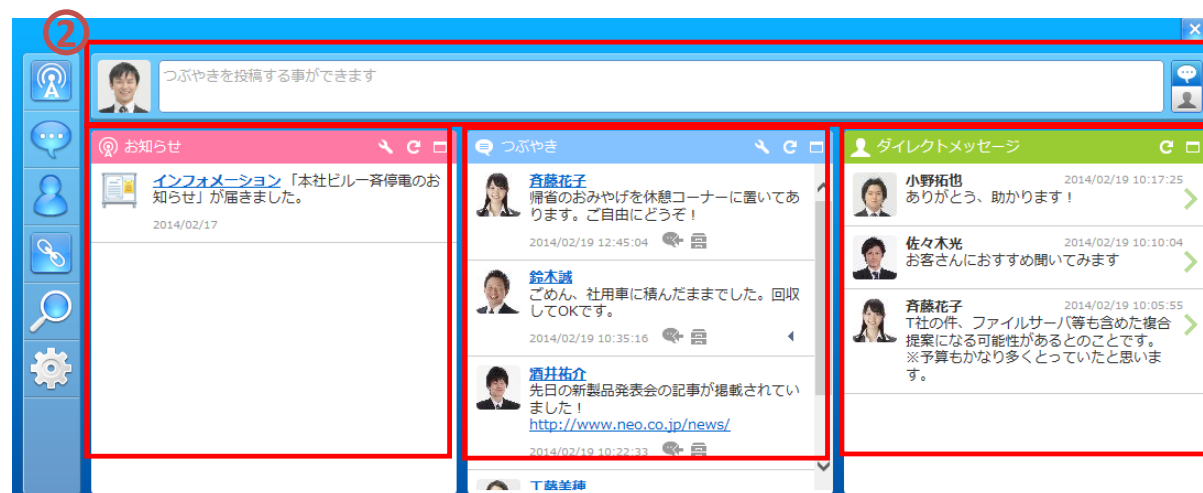 ②
つぶやきを投稿する事ができます
お知らせ
インフォメーション「本社ビル一斉停電のお
知らせ」が届きました。
2014/02/17
つぶやき
斉藤花子
帰省のおみやげを休憩コーナーに置いてあ
ります。ご自由にどうぞ！
2014/02/19 12:45:04
鈴木誠
ごめん、社用車に積んだままでした。回収
してOKです。
2014/02/19 10:35:16
酒井祐介
先日の新製品発表会の記事が掲載されてい
ました！
http://www.neo.co.jp/news/
2014/02/19 10:22:33
工藤美穂
ダイレクトメッセージ
小野拓也 2014/02/19 10:17:25
ありがとう、助かります！
佐々木光 2014/02/19 10:10:04
お客さんにおすすめ聞いてみます
斉藤花子 2014/02/19 10:05:55
T社の件、ファイルサーバ等も含めた複合
提案になる可能性があるとのことです。
※予算もかなり多くとっていたと思いま
す。